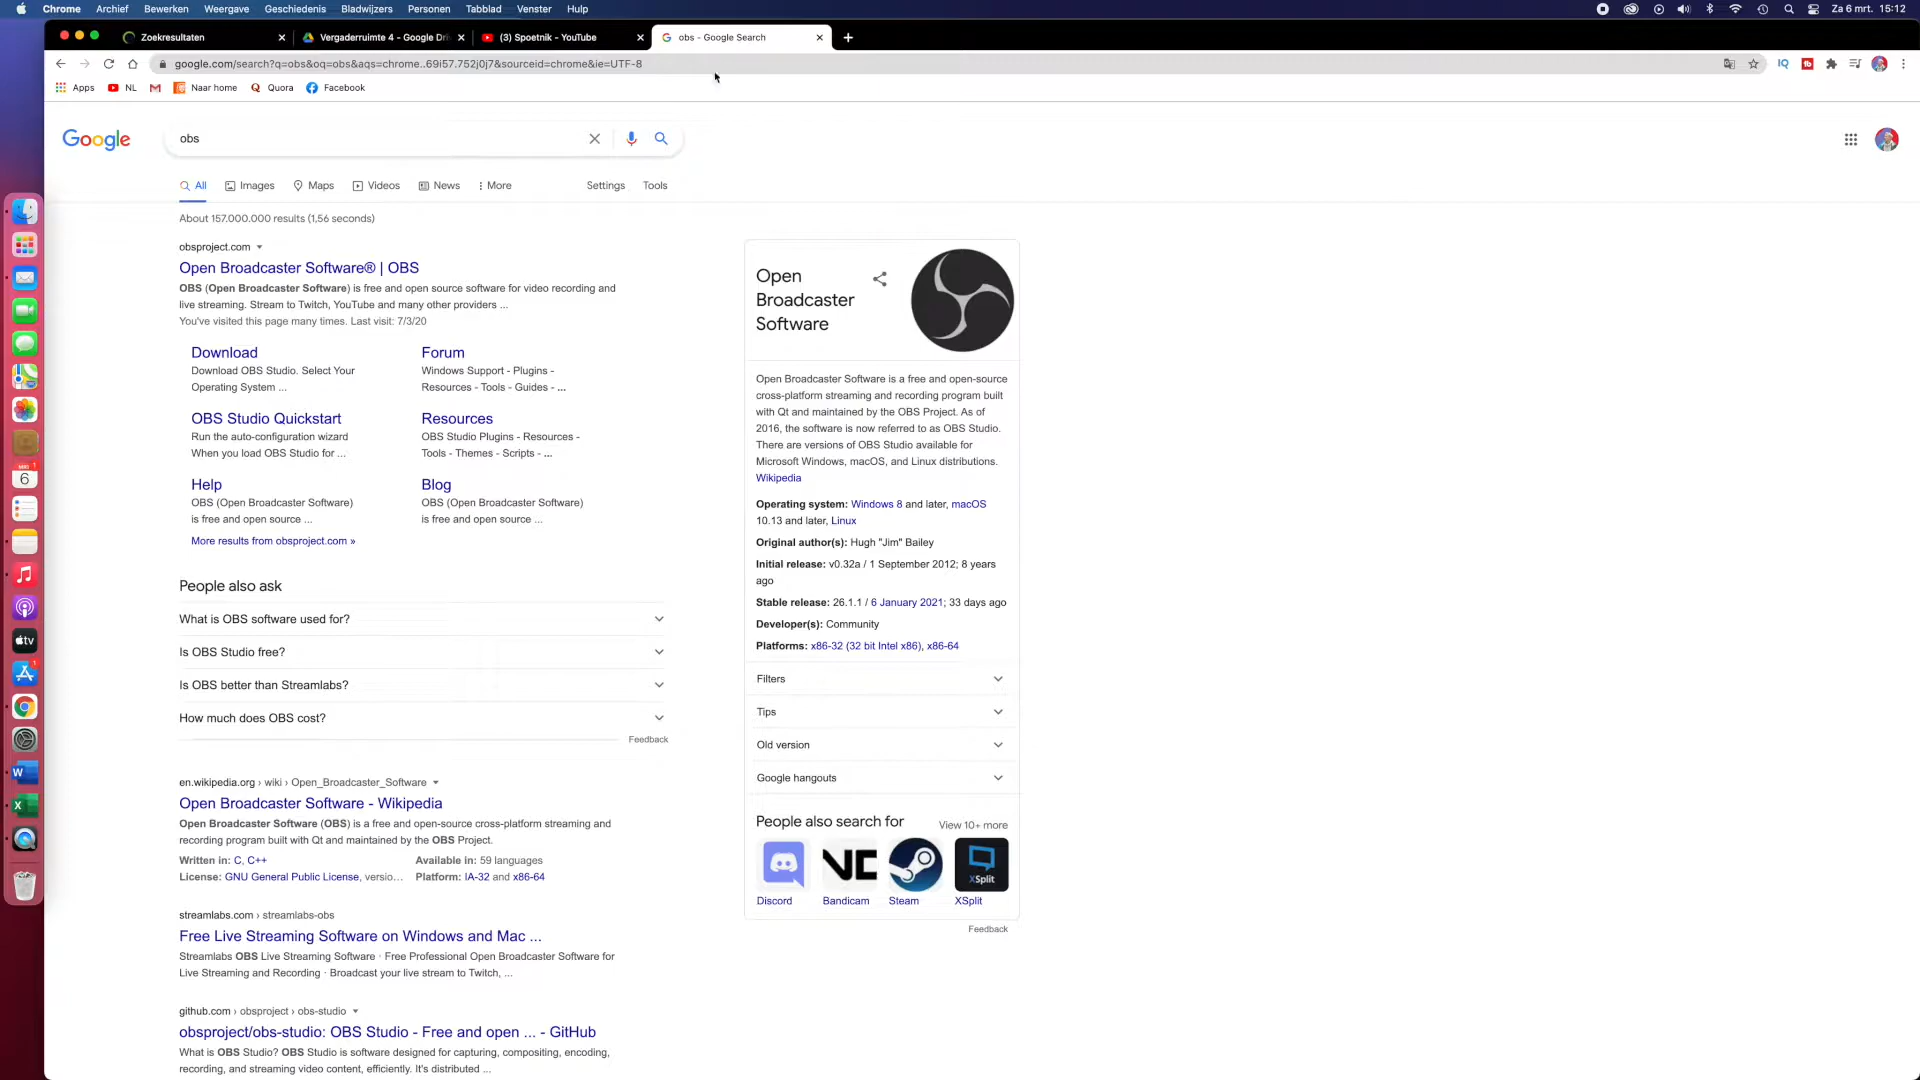 Chrome Archief Bewerken Weergave Geschiedenis Bladwijzers Personen Tabblad Venster Hulp Za 6 mrt. 15:12
Zoekresultaten Vergaderruimte 4 - Google Dri (3) Spoetnik - YouTube obs - Google Search
google.com/search?q=obs&oq=obs&aqs=chrome..69i57.752j0j7&sourceid=chrome&ie=UTF-8
Apps NL Naar home Quora Facebook
Google obs
All Images Maps Videos News More Settings Tools
About 157.000.000 results (1,56 seconds)
obsproject.com
Open Broadcaster Software® | OBS
OBS (Open Broadcaster Software) is free and open source software for video recording and
live streaming. Stream to Twitch, YouTube and many other providers ...
You've visited this page many times. Last visit: 7/3/20
Download
Download OBS Studio. Select Your
Operating System ...
Forum
Windows Support - Plugins -
Resources - Tools - Guides - ...
OBS Studio Quickstart
Run the auto-configuration wizard
When you load OBS Studio for ...
Resources
OBS Studio Plugins - Resources -
Tools - Themes - Scripts - ...
Help
OBS (Open Broadcaster Software)
is free and open source ...
Blog
OBS (Open Broadcaster Software)
is free and open source ...
More results from obsproject.com »
People also ask
What is OBS software used for?
Is OBS Studio free?
Is OBS better than Streamlabs?
How much does OBS cost?
Feedback
en.wikipedia.org › wiki › Open_Broadcaster_Software
Open Broadcaster Software - Wikipedia
Open Broadcaster Software (OBS) is a free and open-source cross-platform streaming and
recording program built with Qt and maintained by the OBS Project.
Written in: C, C++ Available in: 59 languages
License: GNU General Public License, versio... Platform: IA-32 and x86-64
streamlabs.com › streamlabs-obs
Free Live Streaming Software on Windows and Mac ...
Streamlabs OBS Live Streaming Software · Free Professional Open Broadcaster Software for
Live Streaming and Recording · Broadcast your live stream to Twitch, ...
github.com › obsproject › obs-studio
obsproject/obs-studio: OBS Studio - Free and open ... - GitHub
What is OBS Studio? OBS Studio is software designed for capturing, compositing, encoding,
recording, and streaming video content, efficiently. It's distributed ...
Open
Broadcaster
Software
Open Broadcaster Software is a free and open-source
cross-platform streaming and recording program built
with Qt and maintained by the OBS Project. As of
2016, the software is now referred to as OBS Studio.
There are versions of OBS Studio available for
Microsoft Windows, macOS, and Linux distributions.
Wikipedia
Operating system: Windows 8 and later, macOS
10.13 and later, Linux
Original author(s): Hugh "Jim" Bailey
Initial release: v0.32a / 1 September 2012; 8 years
ago
Stable release: 26.1.1 / 6 January 2021; 33 days ago
Developer(s): Community
Platforms: x86-32 (32 bit Intel x86), x86-64
Filters
Tips
Old version
Google hangouts
People also search for View 10+ more
XSplit
Discord Bandicam Steam XSplit
Feedback
6
tv
W
X